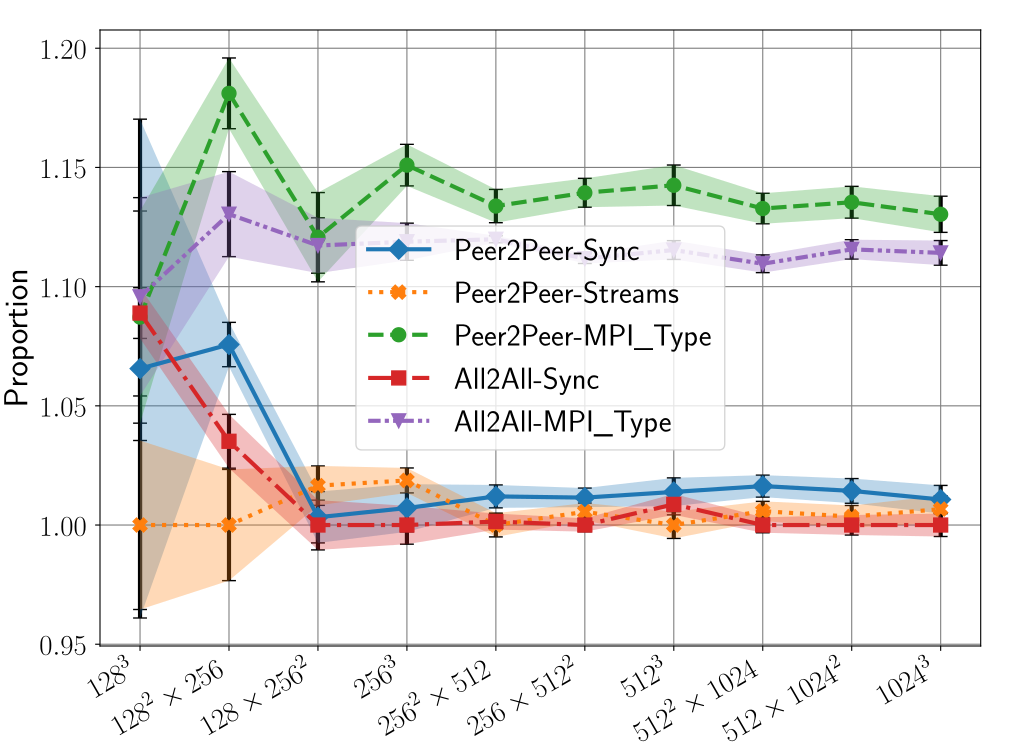 1.20
1.15
1.10
1.05
1.00
0.95
Proportion
Peer2Peer-Sync
Peer2Peer-Streams
Peer2Peer-MPI_Type
All2All-Sync
All2All-MPI_Type
128³
128² × 256
128 × 256²
256³
256² × 512
256 × 512²
512³
512² × 1024
512 × 1024²
1024³